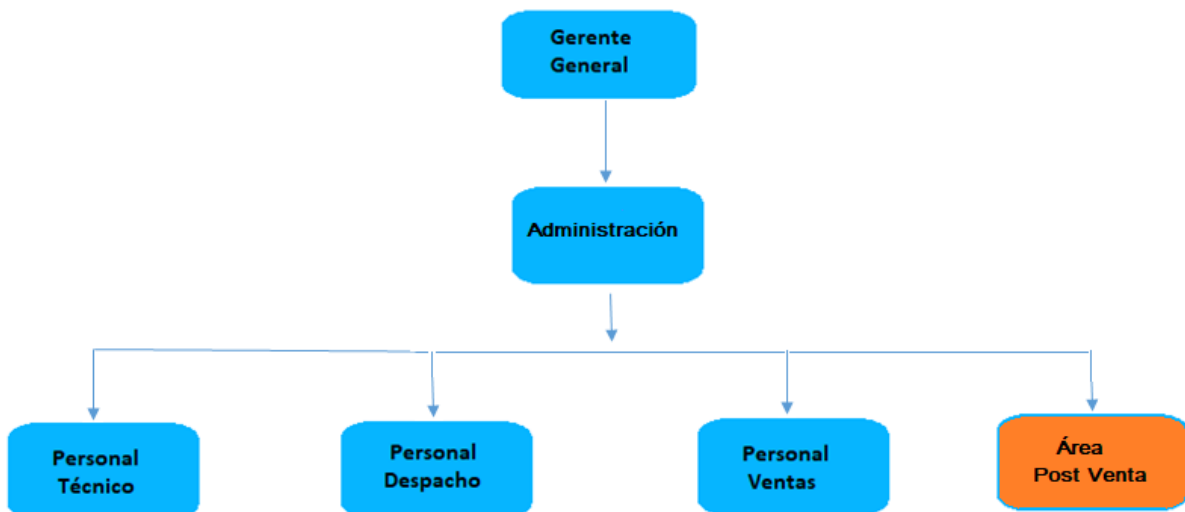 Gerente
General
Administración
Personal
Técnico
Personal
Despacho
Personal
Ventas
Área
Post Venta